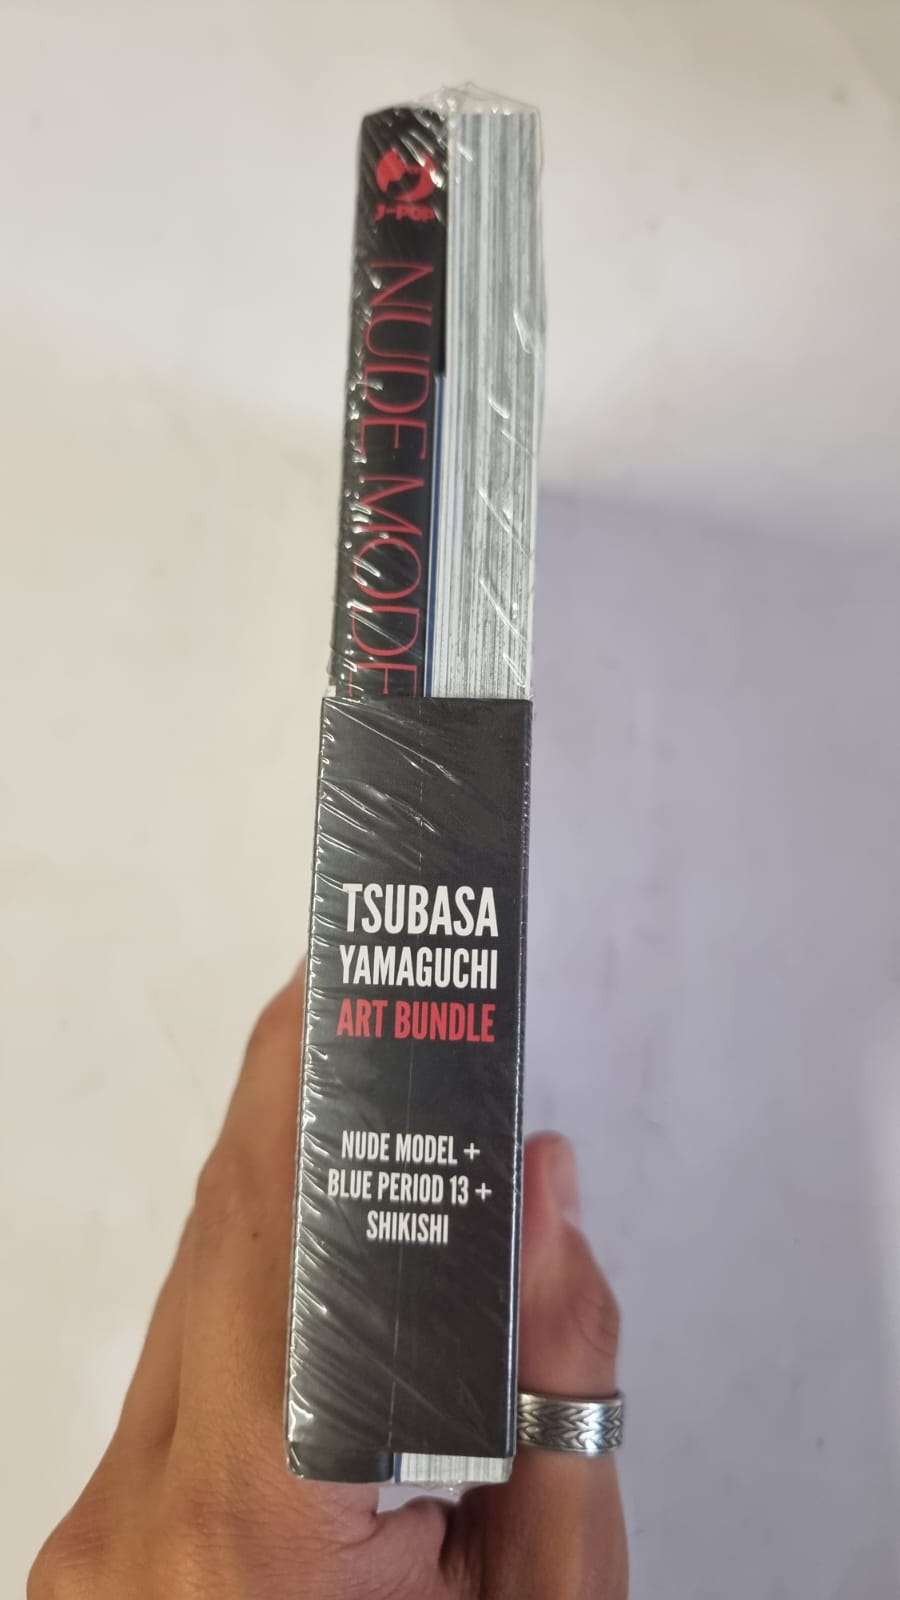 J-POP
NUDE MODE
TSUBASA
YAMAGUCHI
ART BUNDLE
NUDE MODEL +
BLUE PERIOD 13 +
SHIKISHI